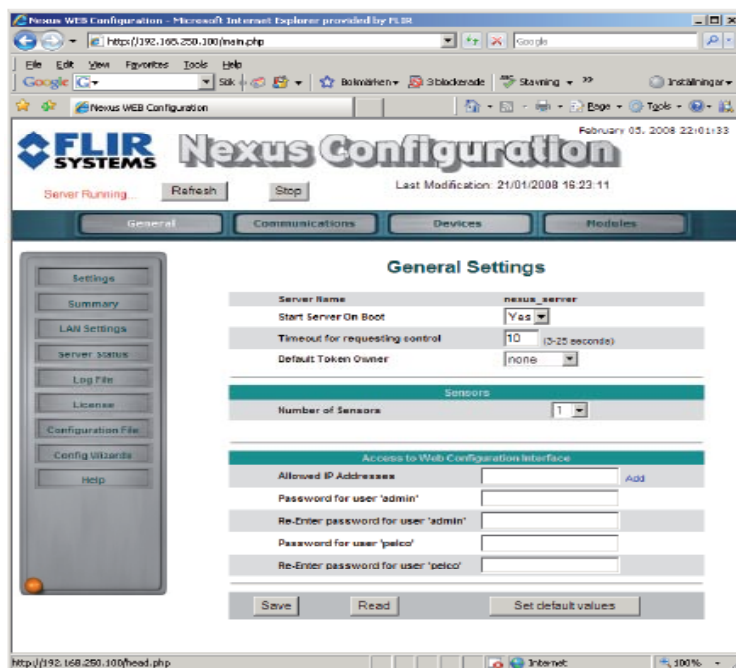 Nexus WEB Configuration - Microsoft Internet Explorer provided by FLIR
http://192.168.250.100/main.php
Google
File Edit View Favorites Tools Help
Google G Sök Bokmärken 3 blockerade Stavning » Inställningar
Nexus WEB Configuration Page Tools
FLIR SYSTEMS
Nexus Configuration
February 05, 2008 22:01:33
Server Running... Refresh Stop Last Modification: 21/01/2008 16:23:11
General Communications Devices Modules
Settings
Summary
LAN Settings
Server Status
Log File
License
Configuration File
Config Wizards
Help
General Settings
Server Name nexus_server
Start Server On Boot Yes
Timeout for requesting control 10 (3-25 seconds)
Default Token Owner none
Sensors
Number of Sensors 1
Access to Web Configuration Interface
Allowed IP Addresses Add
Password for user 'admin'
Re-Enter password for user 'admin'
Password for user 'pelco'
Re-Enter password for user 'pelco'
Save Read Set default values
http://192.168.250.100/head.php Internet 100%